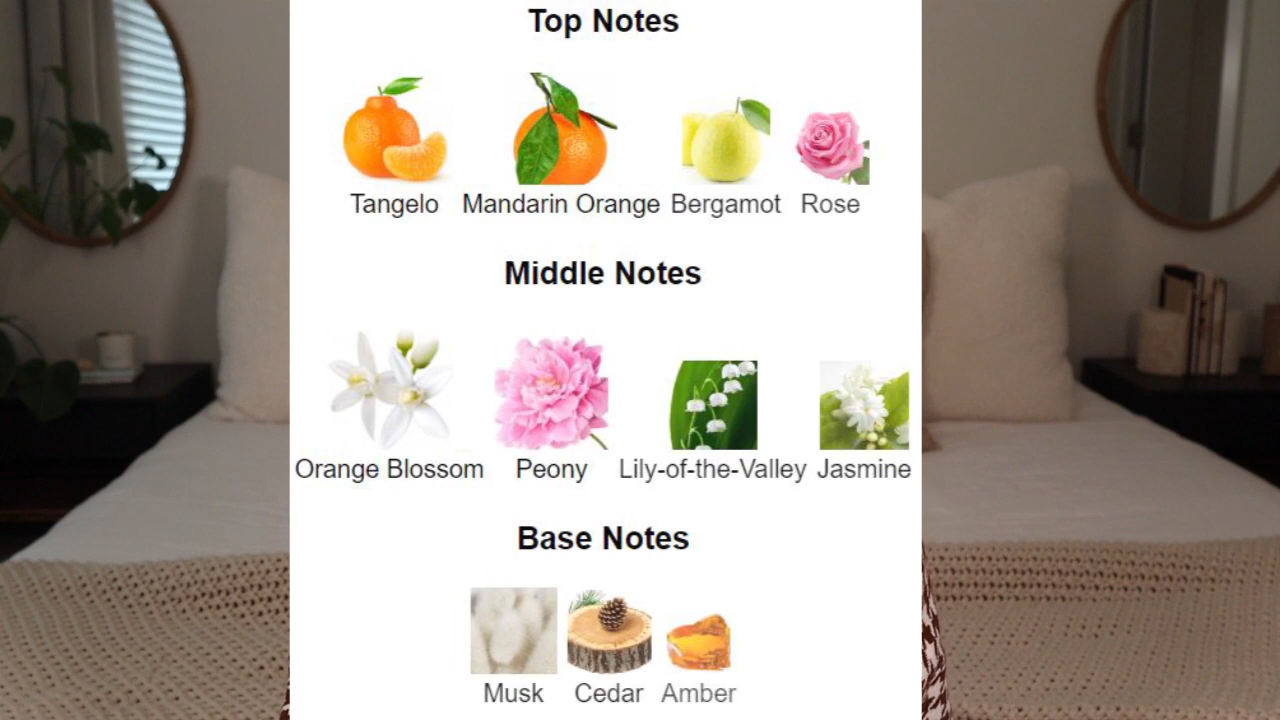 Top Notes
Tangelo Mandarin Orange Bergamot Rose
Middle Notes
Orange Blossom Peony Lily-of-the-Valley Jasmine
Base Notes
Musk Cedar Amber